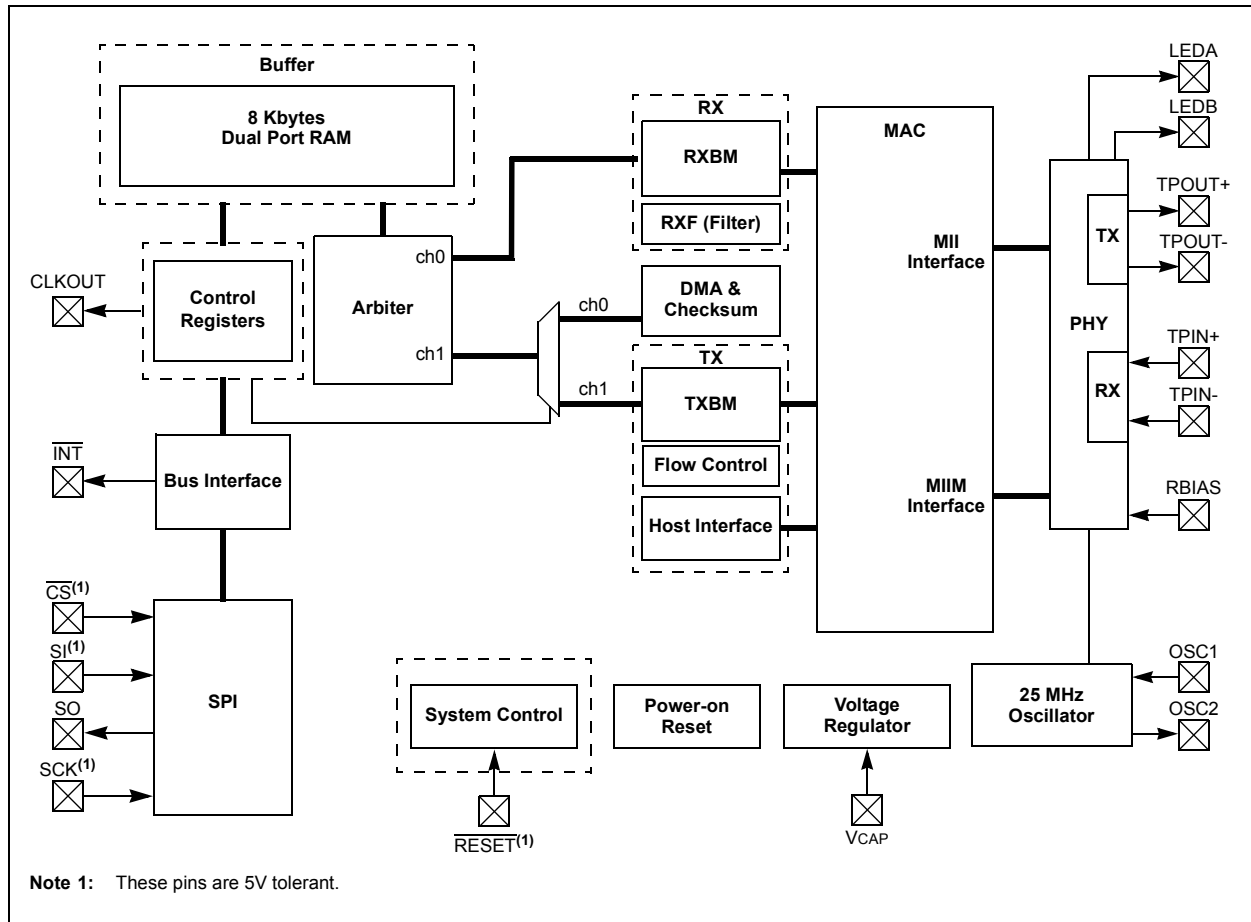 Buffer
8 Kbytes
Dual Port RAM
CLKOUT
Control
Registers
ch0
Arbiter
ch1
INT
Bus Interface
CS(1)
SI(1)
SO
SCK(1)
SPI
RX
RXBM
RXF (Filter)
ch0
DMA &
Checksum
ch1
TX
TXBM
Flow Control
Host Interface
MAC
MII
Interface
MIIM
Interface
PHY
TX
RX
LEDA
LEDB
TPOUT+
TPOUT-
TPIN+
TPIN-
RBIAS
System Control
RESET(1)
Power-on
Reset
Voltage
Regulator
VCAP
25 MHz
Oscillator
OSC1
OSC2
Note 1: These pins are 5V tolerant.